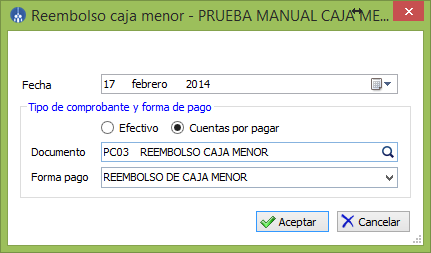 Reembolso caja menor - PRUEBA MANUAL CAJA ME...
Fecha 17 febrero 2014
Tipo de comprobante y forma de pago
Efectivo Cuentas por pagar
Documento PC03 REEMBOLSO CAJA MENOR
Forma pago REEMBOLSO DE CAJA MENOR
Aceptar Cancelar